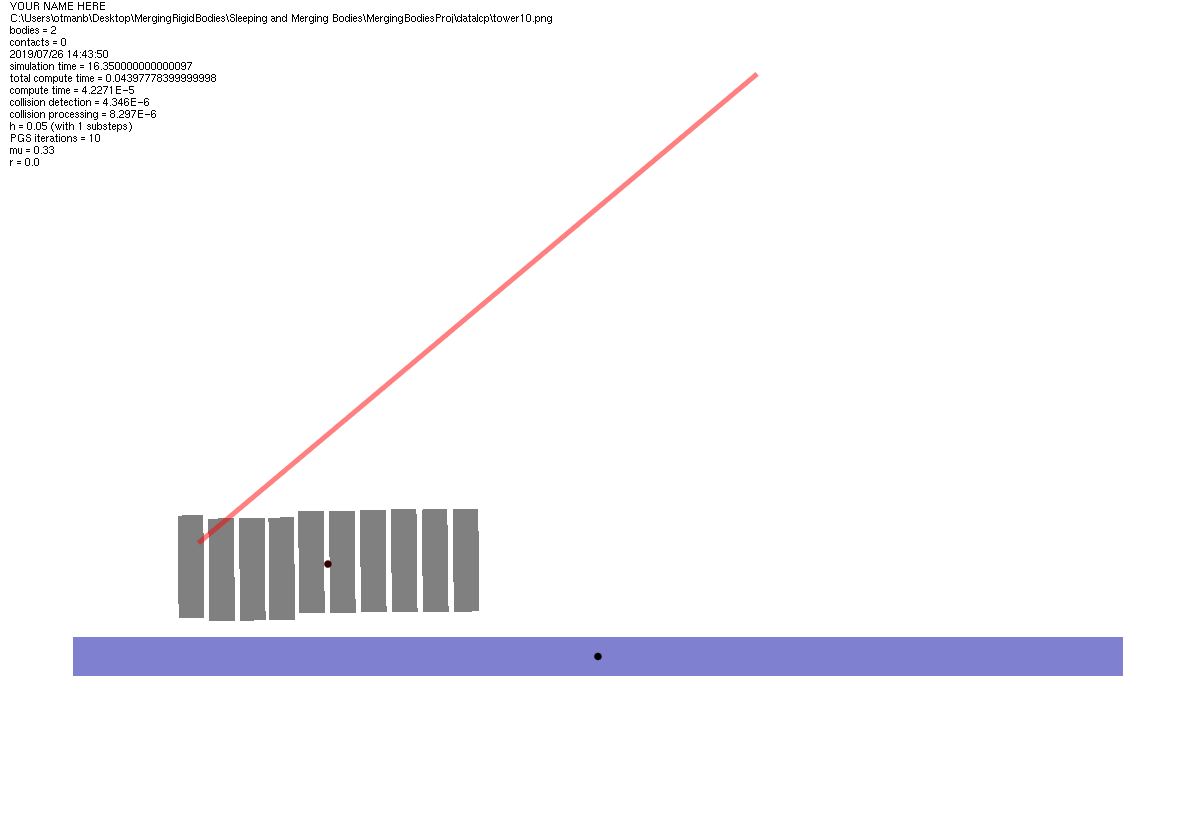 YOUR NAME HERE
C:\Users\otmanb\Desktop\MergingRigidBodies\Sleeping and Merging Bodies\MergingBodiesProj\datalcp\tower10.png
bodies = 2
contacts = 0
2019/07/26 14:43:50
simulation time = 16.350000000000097
total compute time = 0.04397778399999998
compute time = 4.2271E-5
collision detection = 4.346E-6
collision processing = 8.297E-6
h = 0.05 (with 1 substeps)
PGS iterations = 10
mu = 0.33
r = 0.0